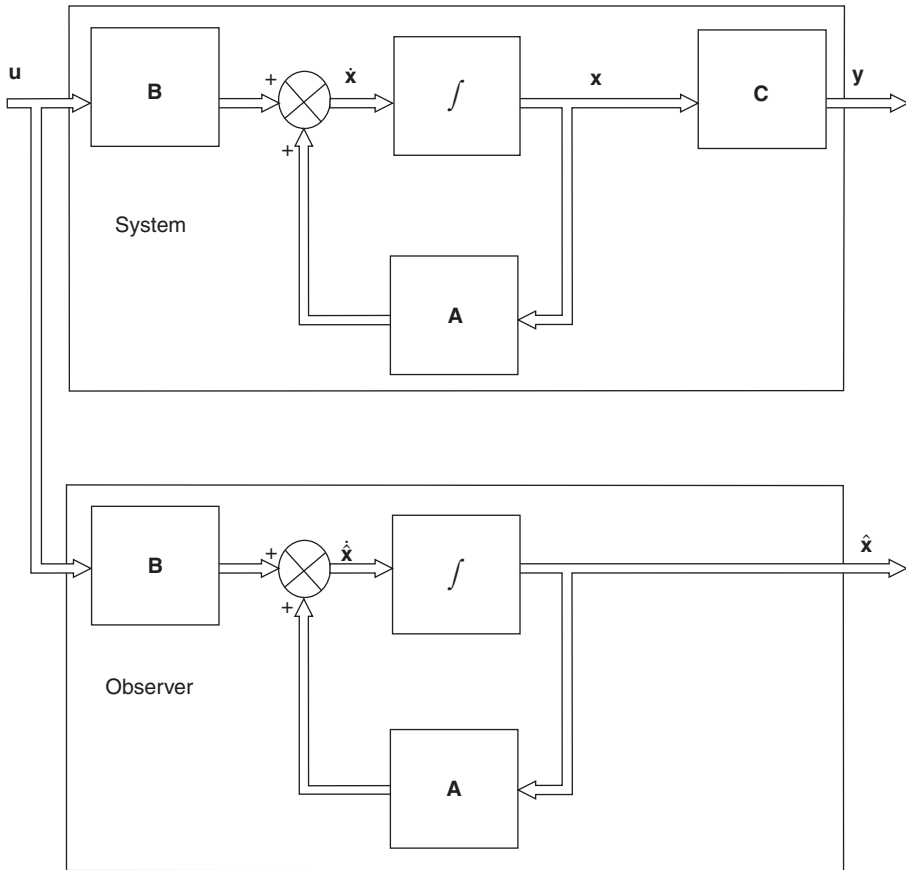 u
B
+
ẋ
∫
x
C
y
+
System
A
B
+
x̂̇
∫
x̂
+
Observer
A